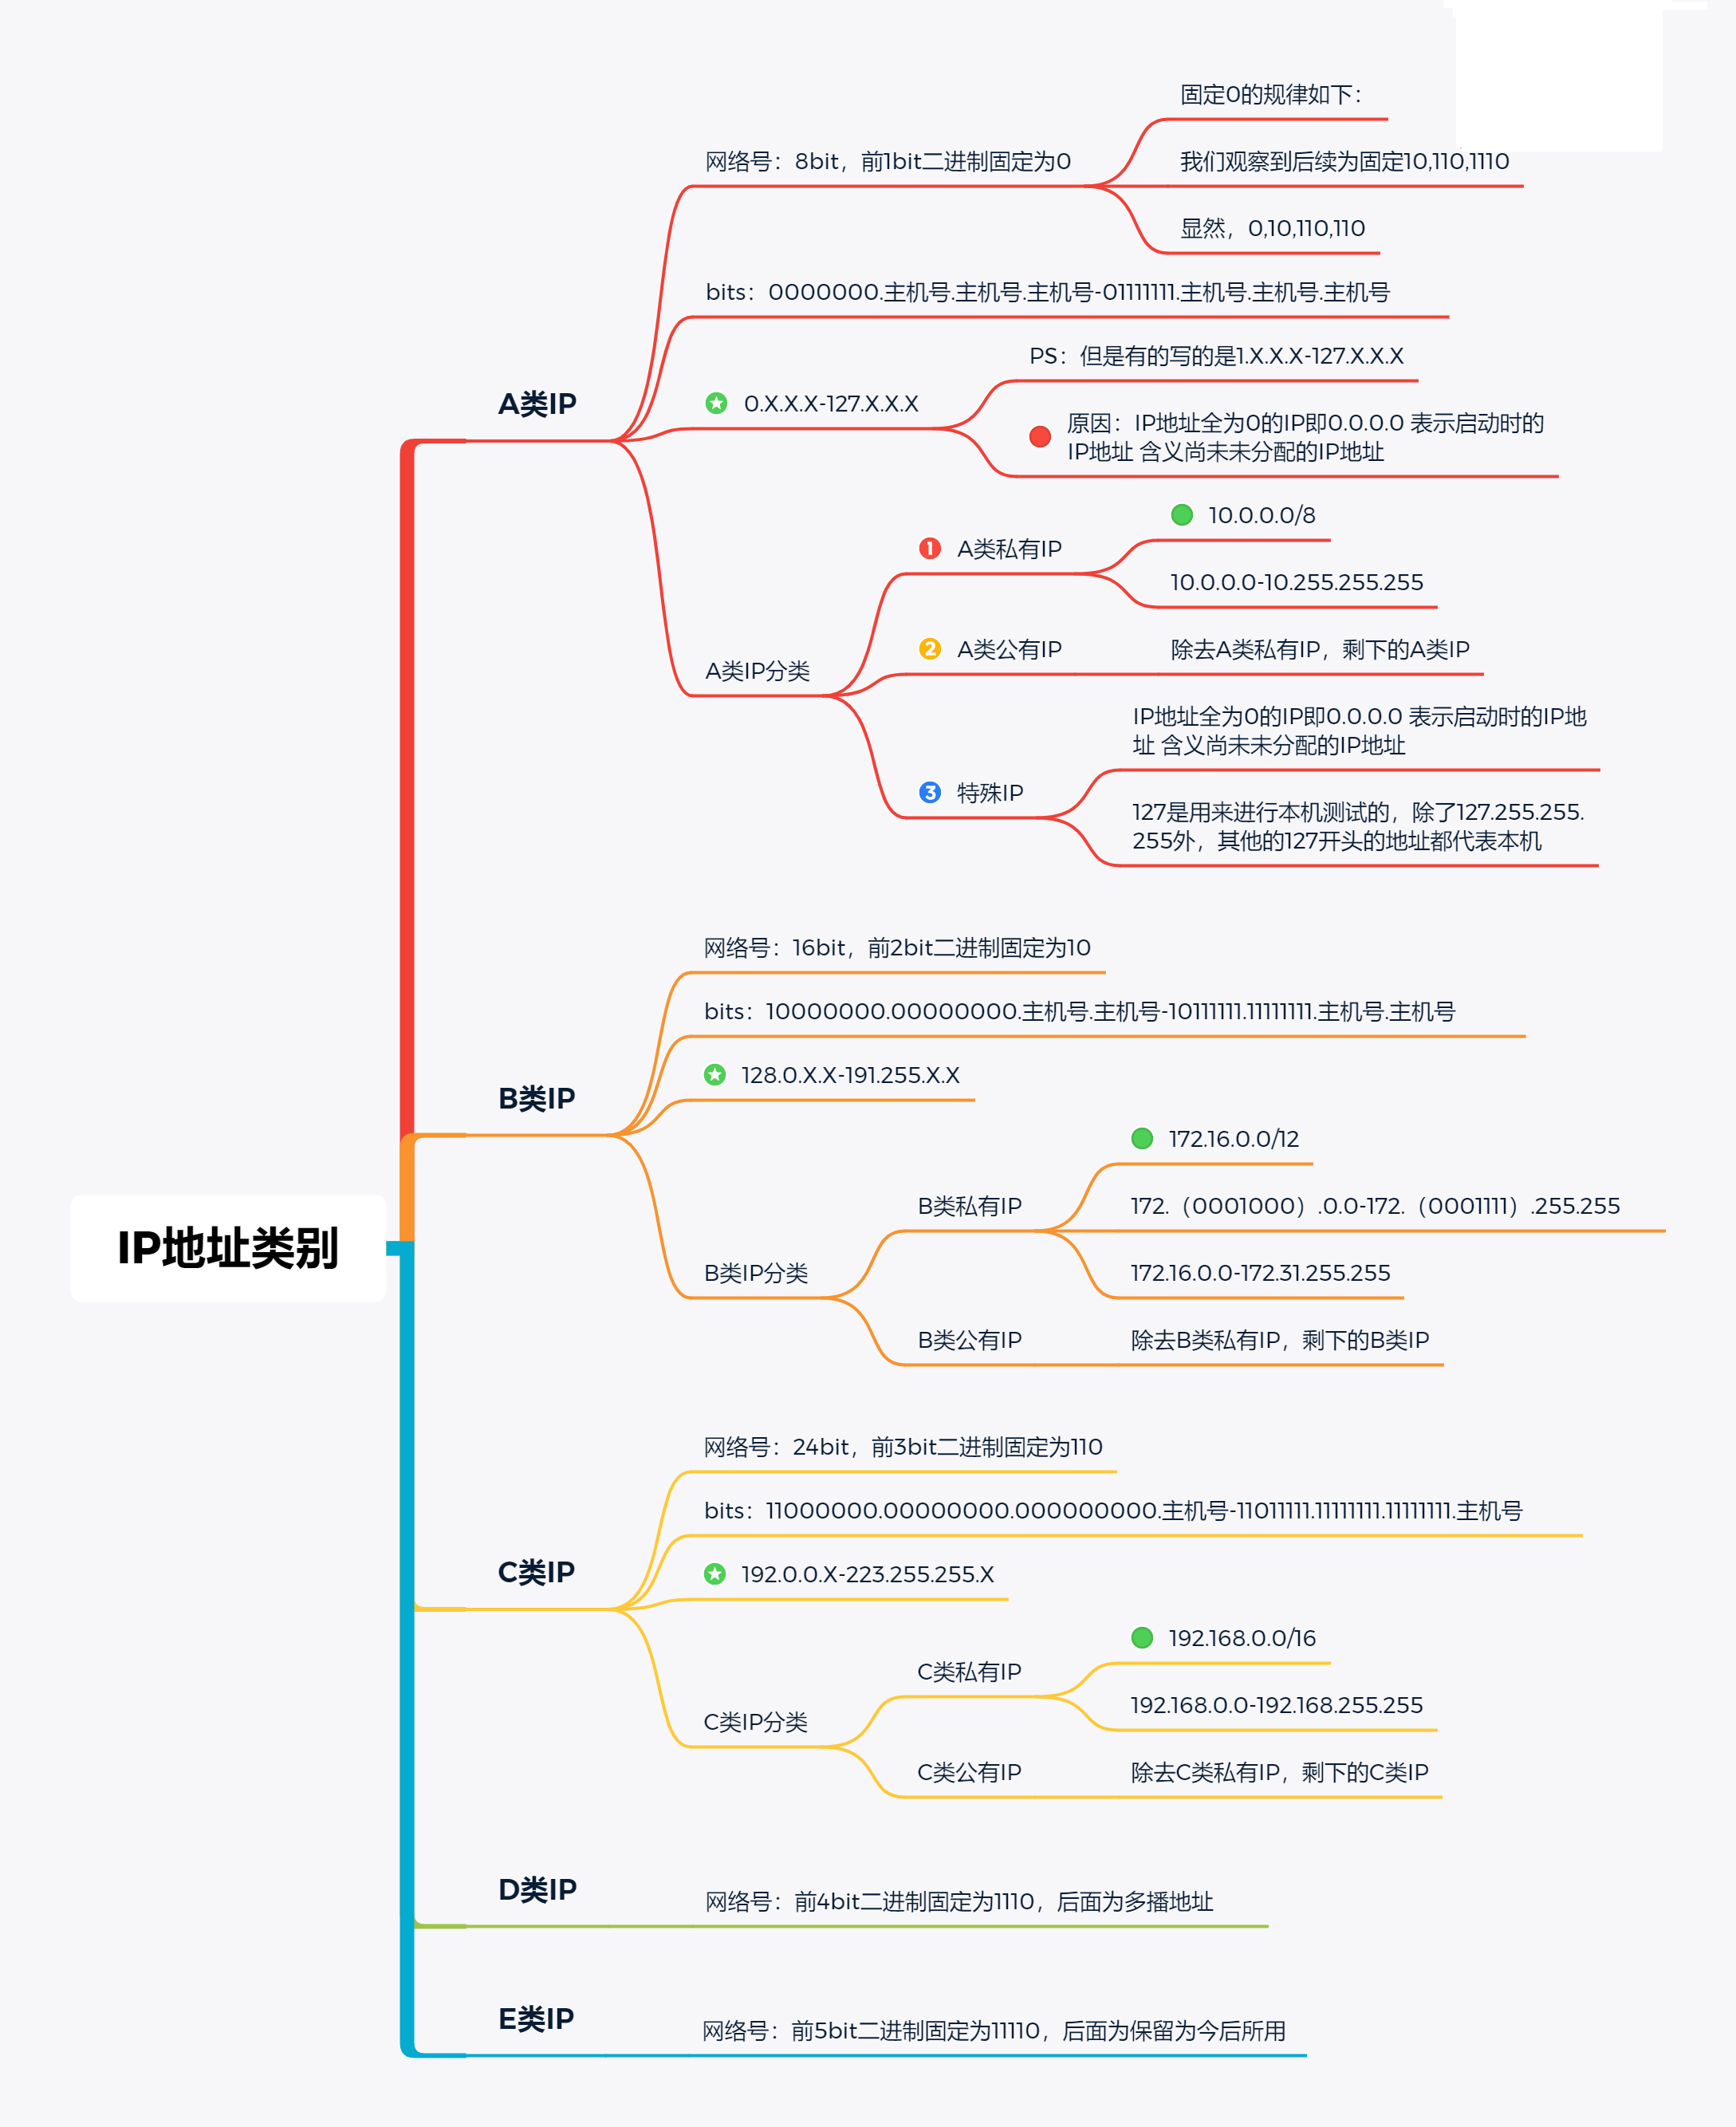 IP地址类别
A类IP
网络号：8bit，前1bit二进制固定为0
固定0的规律如下：
我们观察到后续为固定10,110,1110
显然，0,10,110,110
bits：0000000.主机号.主机号.主机号-01111111.主机号.主机号.主机号
0.X.X.X-127.X.X.X
PS：但是有的写的是1.X.X.X-127.X.X.X
原因：IP地址全为0的IP即0.0.0.0 表示启动时的
IP地址 含义尚未未分配的IP地址
A类IP分类
1 A类私有IP
10.0.0.0/8
10.0.0.0-10.255.255.255
2 A类公有IP
除去A类私有IP，剩下的A类IP
3 特殊IP
IP地址全为0的IP即0.0.0.0 表示启动时的IP地
址 含义尚未未分配的IP地址
127是用来进行本机测试的，除了127.255.255.
255外，其他的127开头的地址都代表本机
B类IP
网络号：16bit，前2bit二进制固定为10
bits：10000000.00000000.主机号.主机号-10111111.11111111.主机号.主机号
128.0.X.X-191.255.X.X
B类IP分类
B类私有IP
172.16.0.0/12
172.（0001000）.0.0-172.（0001111）.255.255
172.16.0.0-172.31.255.255
B类公有IP
除去B类私有IP，剩下的B类IP
C类IP
网络号：24bit，前3bit二进制固定为110
bits：11000000.00000000.000000000.主机号-11011111.11111111.11111111.主机号
192.0.0.X-223.255.255.X
C类IP分类
C类私有IP
192.168.0.0/16
192.168.0.0-192.168.255.255
C类公有IP
除去C类私有IP，剩下的C类IP
D类IP
网络号：前4bit二进制固定为1110，后面为多播地址
E类IP
网络号：前5bit二进制固定为11110，后面为保留为今后所用